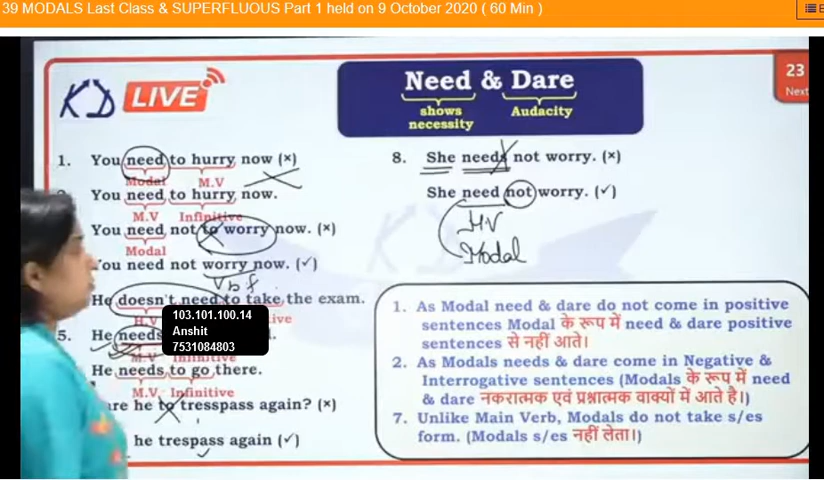 39 MODALS Last Class & SUPERFLUOUS Part 1 held on 9 October 2020 ( 60 Min )
KD LIVE
Need & Dare
shows necessity
Audacity
23
Next
1. You need to hurry now (×)
Modal M.V
You need to hurry now.
M.V Infinitive
You need not to worry now. (×)
Modal
You need not worry now. (✓)
He doesn't need to take the exam.
H.V
103.101.100.14
Anshit
7531084803
5. He needs
M.V Infinitive
He needs to go there.
M.V Infinitive
re he to tresspass again? (×)
he trespass again (✓)
8. She needs not worry. (×)
She need not worry. (✓)
HV
Modal
1. As Modal need & dare do not come in positive
sentences Modal के रूप में need & dare positive
sentences से नहीं आते।
2. As Modals needs & dare come in Negative &
Interrogative sentences (Modals के रूप में need
& dare नकरात्मक एवं प्रश्नात्मक वाक्यों में आते है।)
7. Unlike Main Verb, Modals do not take s/es
form. (Modals s/es नहीं लेता।)